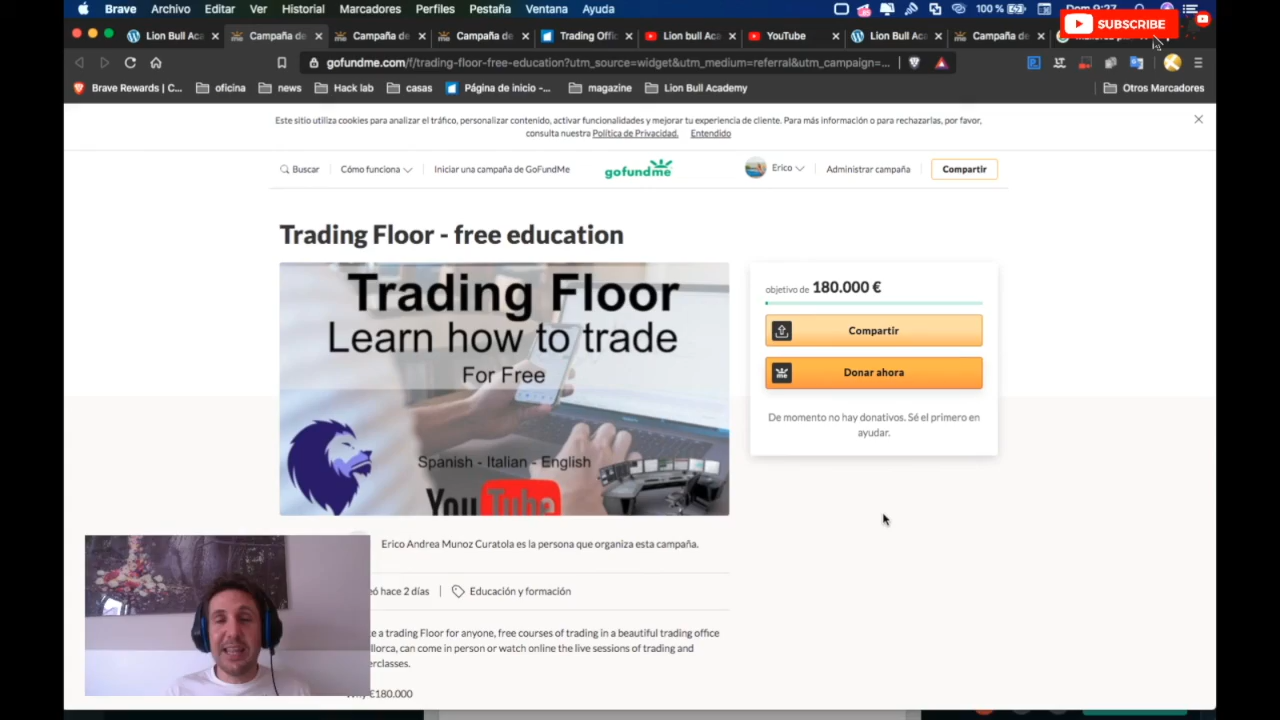 Brave Archivo Editar Ver Historial Marcadores Perfiles Pestaña Ventana Ayuda 100 % Dom 9:27
SUBSCRIBE
Lion Bull Aca Campaña de Campaña de Campaña de Trading Offic Lion bull Aca YouTube Lion Bull Aca Campaña de
gofundme.com/f/trading-floor-free-education?utm_source=widget&utm_medium=referral&utm_campaign=...
Brave Rewards | C... oficina news Hack lab casas Página de inicio -... magazine Lion Bull Academy Otros Marcadores
Este sitio utiliza cookies para analizar el tráfico, personalizar contenido, activar funcionalidades y mejorar tu experiencia de cliente. Para más información o para rechazarlas, por favor,
consulta nuestra Política de Privacidad. Entendido
Buscar Cómo funciona Iniciar una campaña de GoFundMe gofundme Erico Administrar campaña Compartir
Trading Floor - free education
Trading Floor
Learn how to trade
For Free
Spanish - Italian - English
YouTube
objetivo de 180.000 €
Compartir
Donar ahora
De momento no hay donativos. Sé el primero en
ayudar.
Erico Andrea Munoz Curatola es la persona que organiza esta campaña.
hace 2 días Educación y formación
a trading Floor for anyone, free courses of trading in a beautiful trading office
can come in person or watch online the live sessions of trading and
€180.000